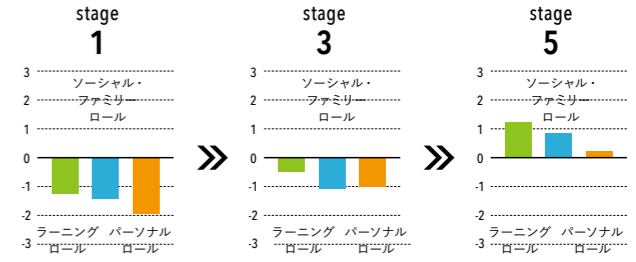 stage
1
3
2
1
0
-1
-2
-3
ソーシャル・
ファミリー
ロール
ラーニング
ロール
パーソナル
ロール
stage
3
3
2
1
0
-1
-2
-3
ソーシャル・
ファミリー
ロール
ラーニング
ロール
パーソナル
ロール
stage
5
3
2
1
0
-1
-2
-3
ソーシャル・
ファミリー
ロール
ラーニング
ロール
パーソナル
ロール